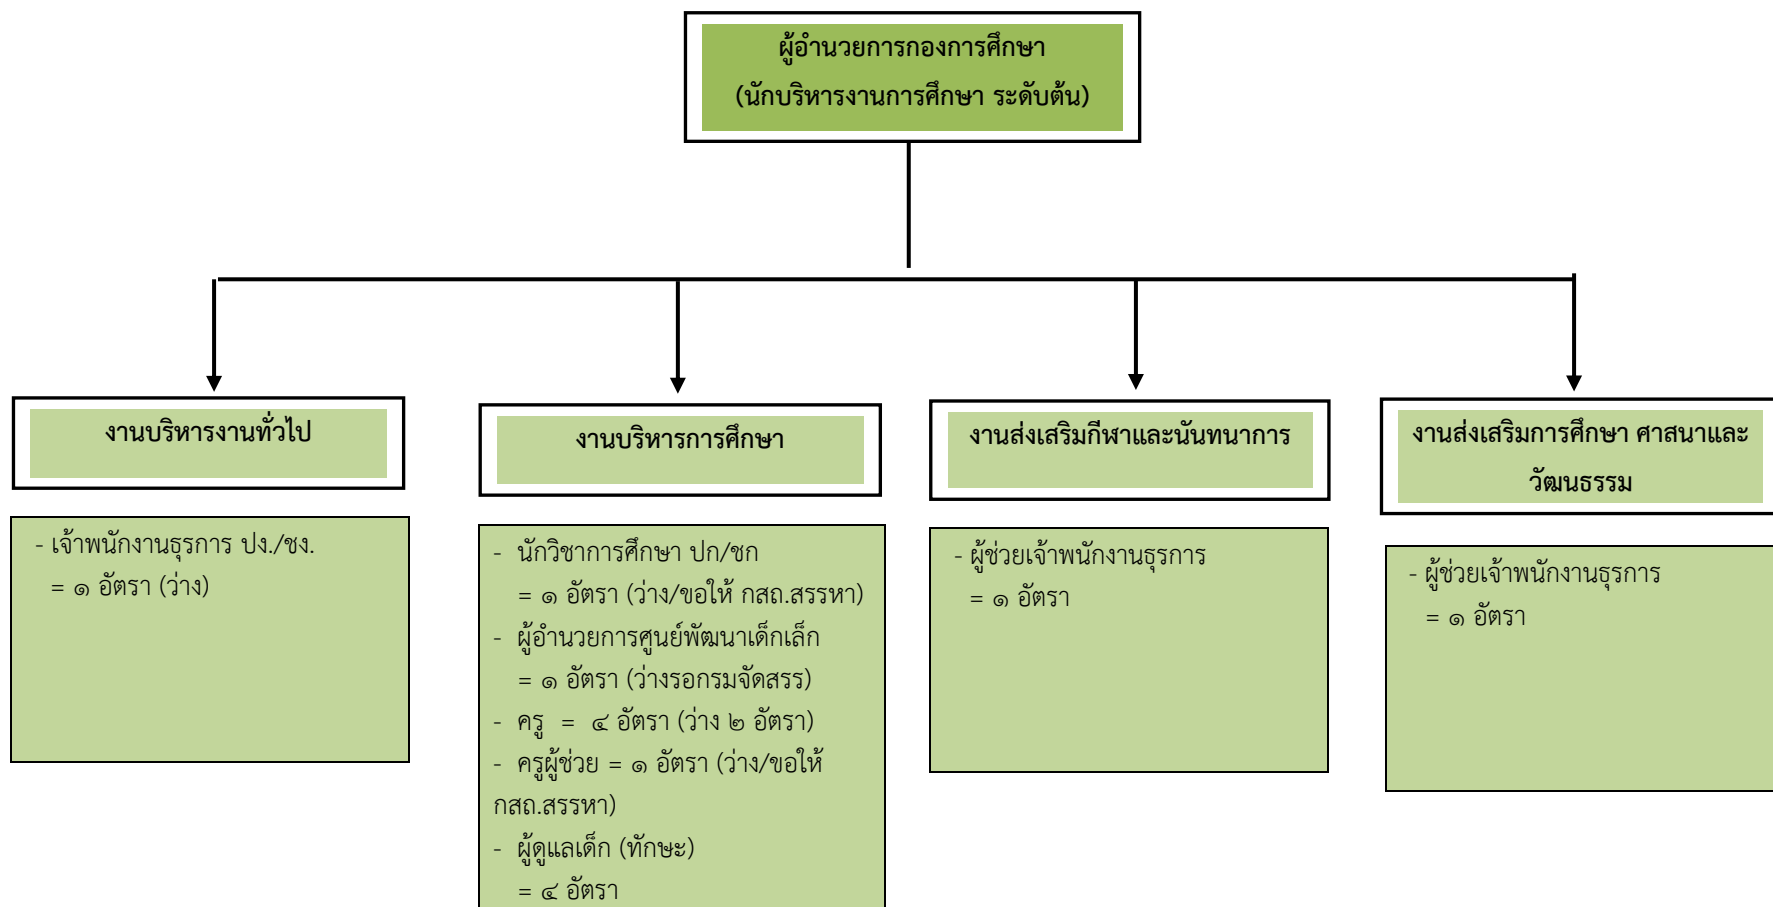 ผู้อำนวยการกองการศึกษา
(นักบริหารงานการศึกษา ระดับต้น)
งานบริหารงานทั่วไป
- เจ้าพนักงานธุรการ ปง./ชง.
= ๑ อัตรา (ว่าง)
งานบริหารการศึกษา
- นักวิชาการศึกษา ปก/ชก
= ๑ อัตรา (ว่าง/ขอให้ กสถ.สรรหา)
- ผู้อำนวยการศูนย์พัฒนาเด็กเล็ก
= ๑ อัตรา (ว่างรอกรมจัดสรร)
- ครู = ๔ อัตรา (ว่าง ๒ อัตรา)
- ครูผู้ช่วย = ๑ อัตรา (ว่าง/ขอให้
กสถ.สรรหา)
- ผู้ดูแลเด็ก (ทักษะ)
= ๔ อัตรา
งานส่งเสริมกีฬาและนันทนาการ
- ผู้ช่วยเจ้าพนักงานธุรการ
= ๑ อัตรา
งานส่งเสริมการศึกษา ศาสนาและ
วัฒนธรรม
- ผู้ช่วยเจ้าพนักงานธุรการ
= ๑ อัตรา